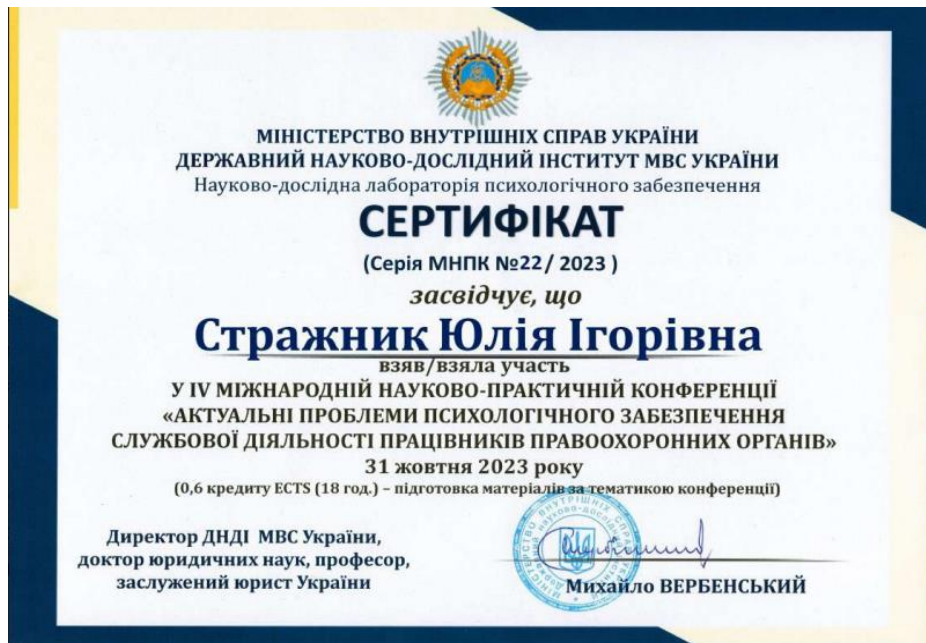 МІНІСТЕРСТВО ВНУТРІШНІХ СПРАВ УКРАЇНИ
ДЕРЖАВНИЙ НАУКОВО-ДОСЛІДНИЙ ІНСТИТУТ МВС УКРАЇНИ
Науково-дослідна лабораторія психологічного забезпечення
СЕРТИФІКАТ
(Серія МНПК №22/ 2023 )
засвідчує, що
Стражник Юлія Ігорівна
взяв/взяла участь
У IV МІЖНАРОДНІЙ НАУКОВО-ПРАКТИЧНІЙ КОНФЕРЕНЦІЇ
«АКТУАЛЬНІ ПРОБЛЕМИ ПСИХОЛОГІЧНОГО ЗАБЕЗПЕЧЕННЯ
СЛУЖБОВОЇ ДІЯЛЬНОСТІ ПРАЦІВНИКІВ ПРАВООХОРОННИХ ОРГАНІВ»
31 жовтня 2023 року
(0,6 кредиту ECTS (18 год.) – підготовка матеріалів за тематикою конференції)
Директор ДНДІ МВС України,
доктор юридичних наук, професор,
заслужений юрист України
Михайло ВЕРБЕНСЬКИЙ